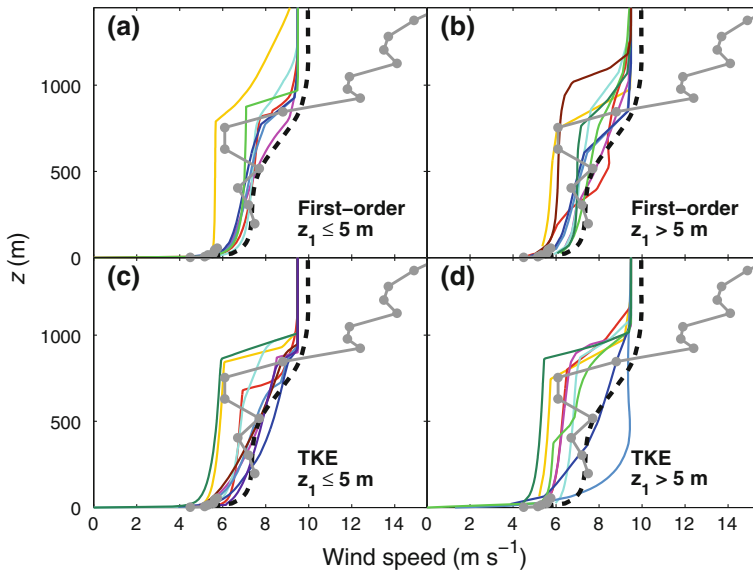 (a)
(b)
1000
500
0
First−order
z₁ ≤ 5 m
First−order
z₁ > 5 m
z (m)
(c)
(d)
1000
500
0
TKE
z₁ ≤ 5 m
TKE
z₁ > 5 m
0 2 4 6 8 10 12 14
0 2 4 6 8 10 12 14
Wind speed (m s⁻¹)